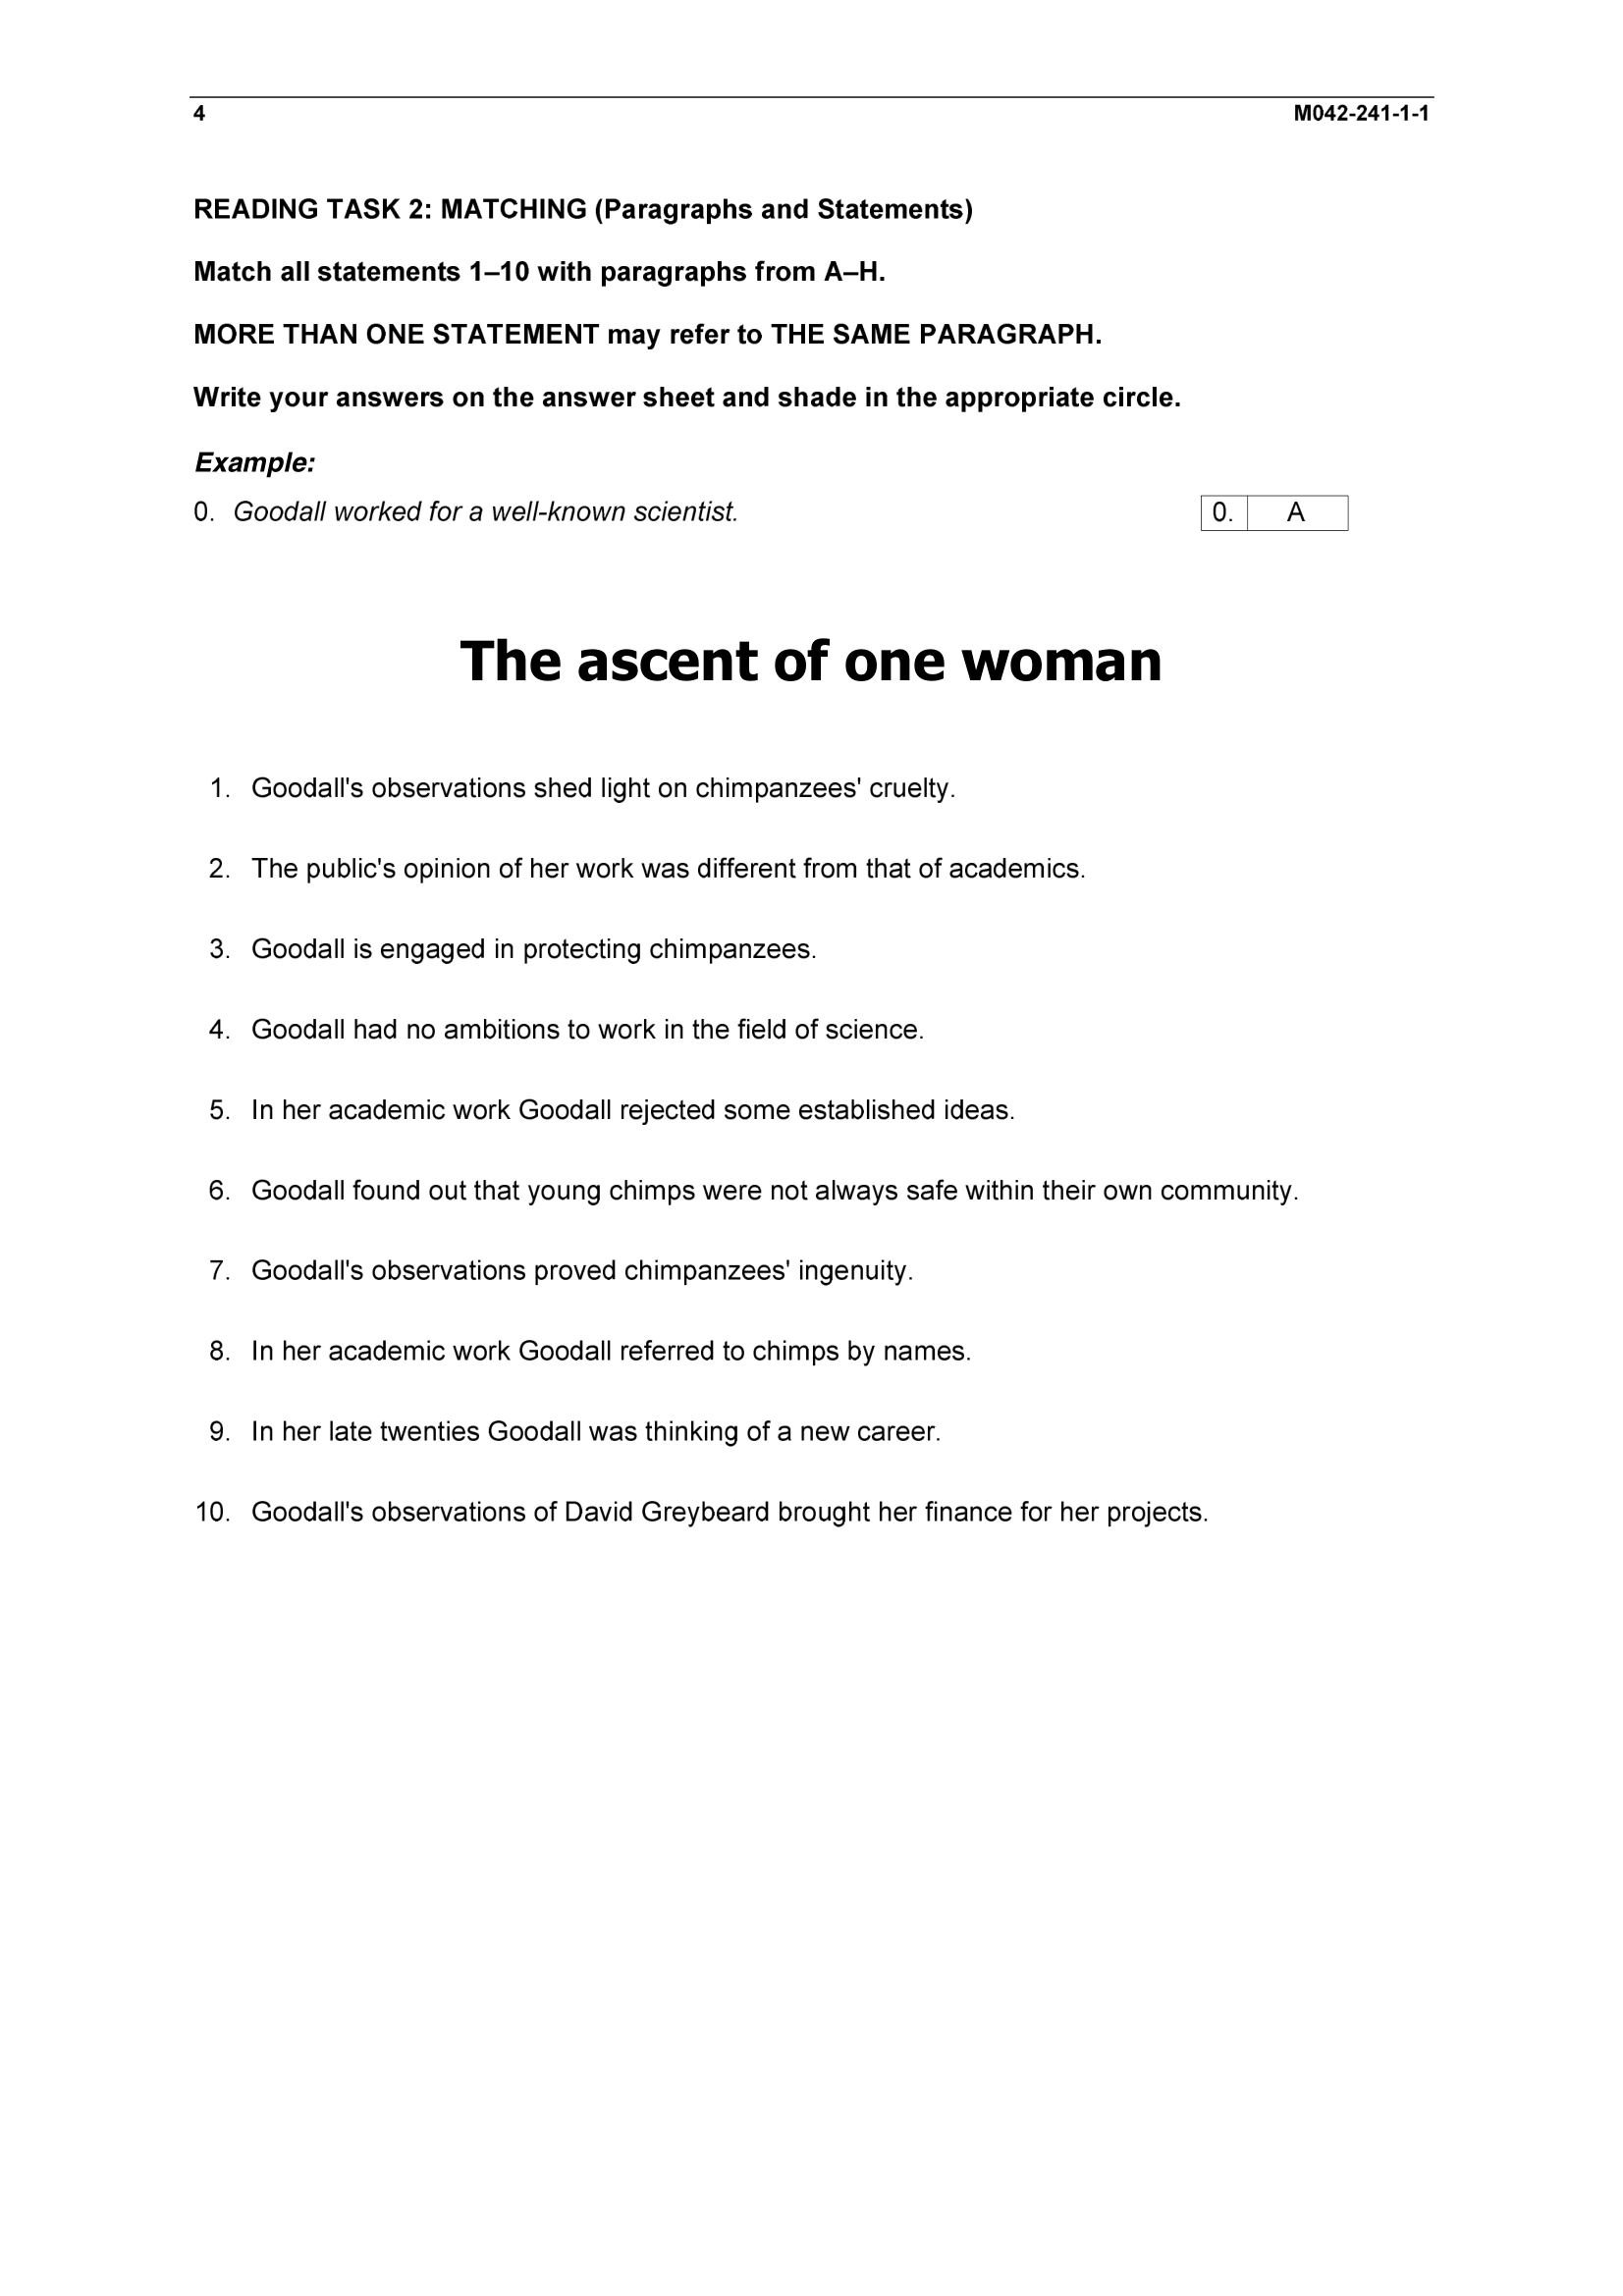 4 M042-241-1-1
READING TASK 2: MATCHING (Paragraphs and Statements)
Match all statements 1–10 with paragraphs from A–H.
MORE THAN ONE STATEMENT may refer to THE SAME PARAGRAPH.
Write your answers on the answer sheet and shade in the appropriate circle.
Example:
0. Goodall worked for a well-known scientist. 0. A
The ascent of one woman
1. Goodall's observations shed light on chimpanzees' cruelty.
2. The public's opinion of her work was different from that of academics.
3. Goodall is engaged in protecting chimpanzees.
4. Goodall had no ambitions to work in the field of science.
5. In her academic work Goodall rejected some established ideas.
6. Goodall found out that young chimps were not always safe within their own community.
7. Goodall's observations proved chimpanzees' ingenuity.
8. In her academic work Goodall referred to chimps by names.
9. In her late twenties Goodall was thinking of a new career.
10. Goodall's observations of David Greybeard brought her finance for her projects.